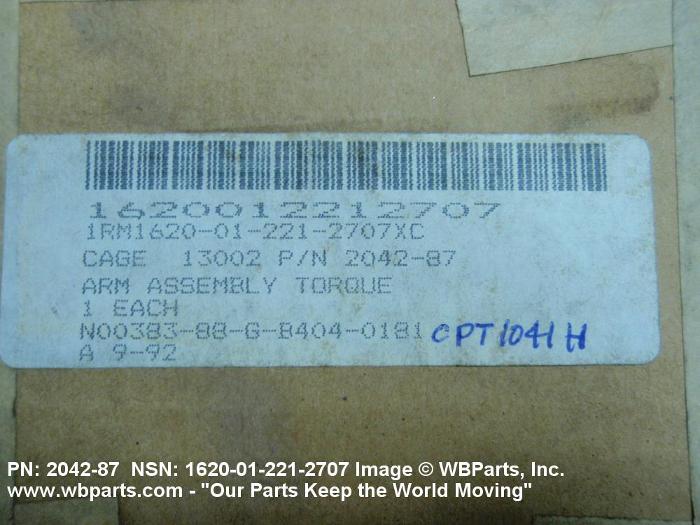 1620012212707
1RM1620-01-221-2707XC
CAGE 13002 P/N 2042-87
ARM ASSEMBLY TORQUE
1 EACH
N00383-88-G-B404-0181 OPT1041H
A 9-92
PN: 2042-87 NSN: 1620-01-221-2707 Image © WBParts, Inc.
www.wbparts.com - "Our Parts Keep the World Moving"